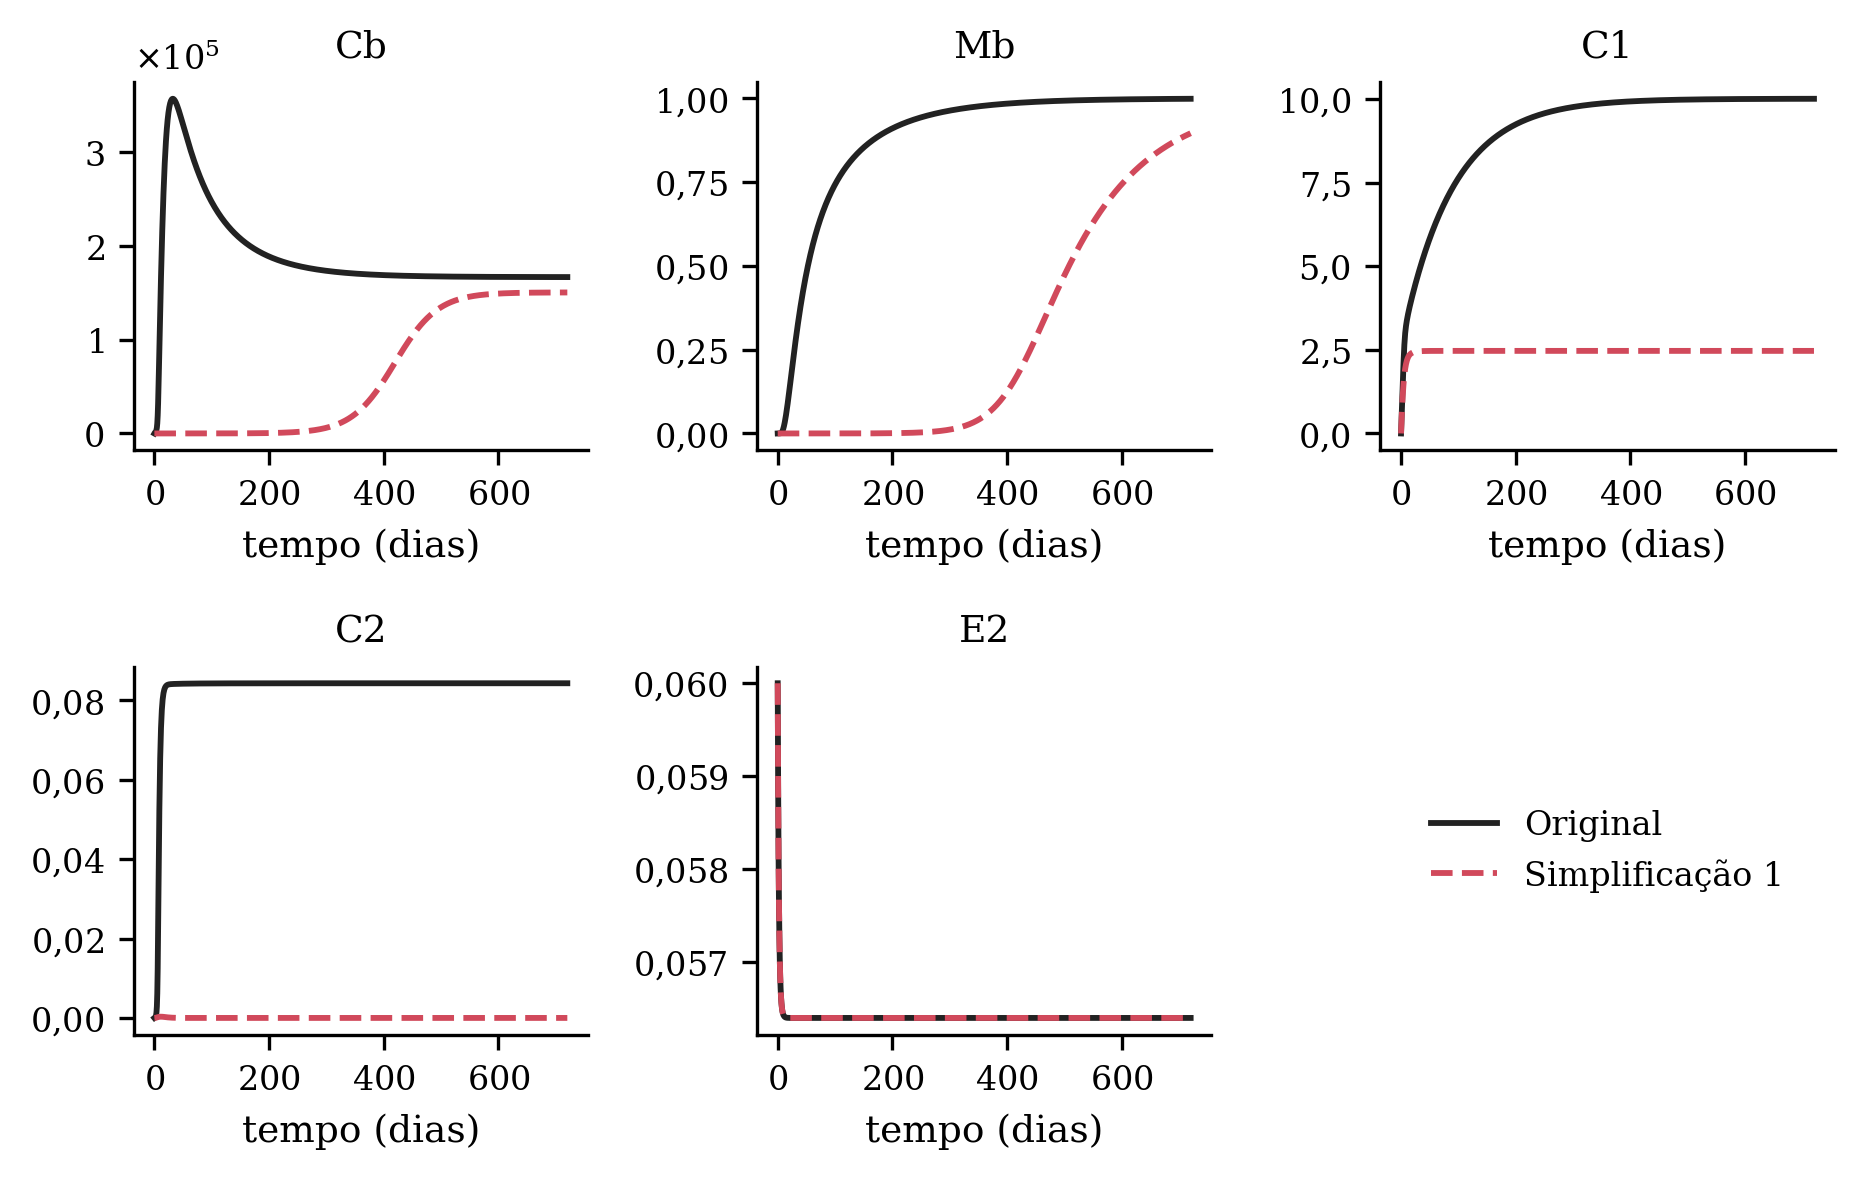 Cb
×10⁵
3
2
1
0
0 200 400 600
tempo (dias)
Mb
1,00
0,75
0,50
0,25
0,00
0 200 400 600
tempo (dias)
C1
10,0
7,5
5,0
2,5
0,0
0 200 400 600
tempo (dias)
C2
0,08
0,06
0,04
0,02
0,00
0 200 400 600
tempo (dias)
E2
0,060
0,059
0,058
0,057
0 200 400 600
tempo (dias)
Original
Simplificação 1